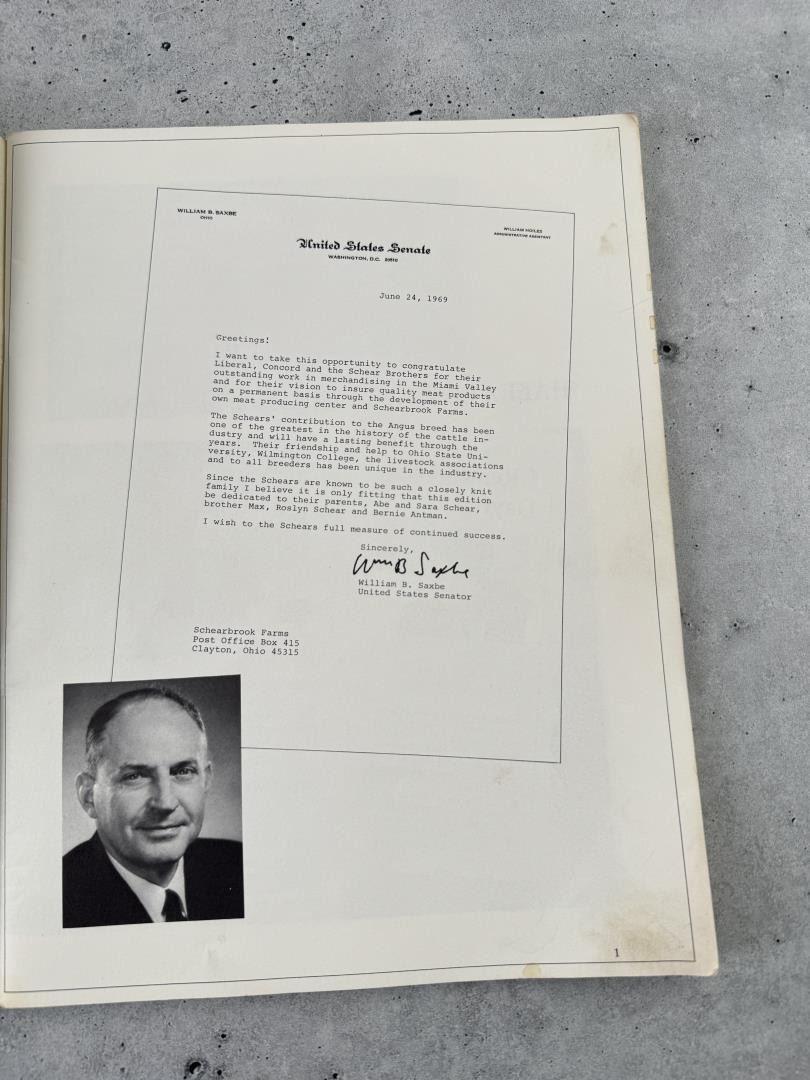 WILLIAM B. SAXBE
OHIO
WILLIAM HOILES
ADMINISTRATIVE ASSISTANT
United States Senate
WASHINGTON, D.C. 20510
June 24, 1969
Greetings!
I want to take this opportunity to congratulate
Liberal, Concord and the Schear Brothers for their
outstanding work in merchandising in the Miami Valley
and for their vision to insure quality meat products
on a permanent basis through the development of their
own meat producing center and Schearbrook Farms.
The Schears' contribution to the Angus breed has been
one of the greatest in the history of the cattle in-
dustry and will have a lasting benefit through the
years. Their friendship and help to Ohio State Uni-
versity, Wilmington College, the livestock associations
and to all breeders has been unique in the industry.
Since the Schears are known to be such a closely knit
family I believe it is only fitting that this edition
be dedicated to their parents, Abe and Sara Schear,
brother Max, Roslyn Schear and Bernie Antman.
I wish to the Schears full measure of continued success.
Sincerely,
Wm B Saxbe
William B. Saxbe
United States Senator
Schearbrook Farms
Post Office Box 415
Clayton, Ohio 45315
1